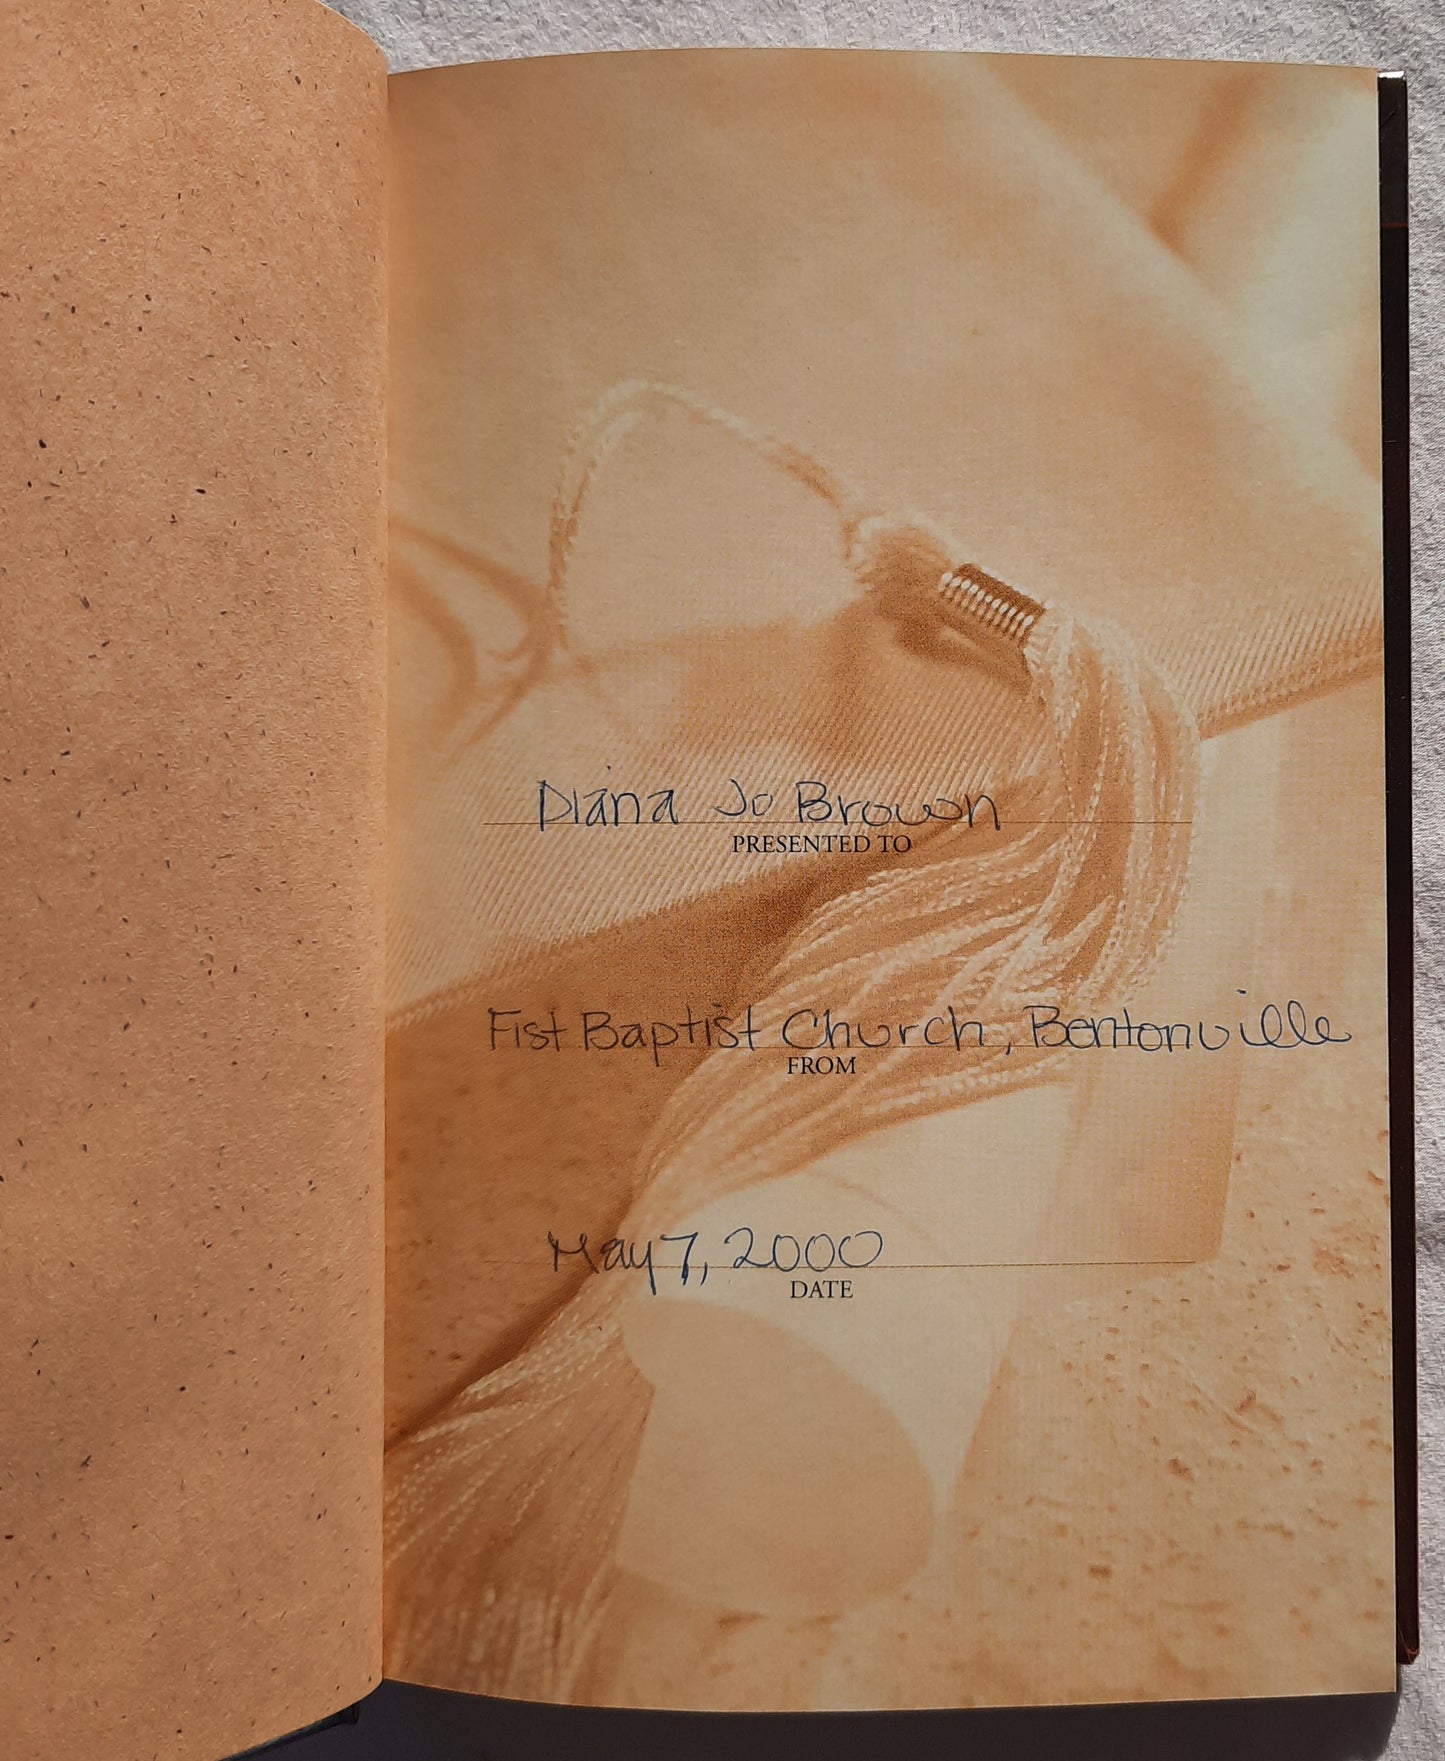 Diana Jo Brown
PRESENTED TO
Fist Baptist Church, Bentonville
FROM
May 7, 2000
DATE